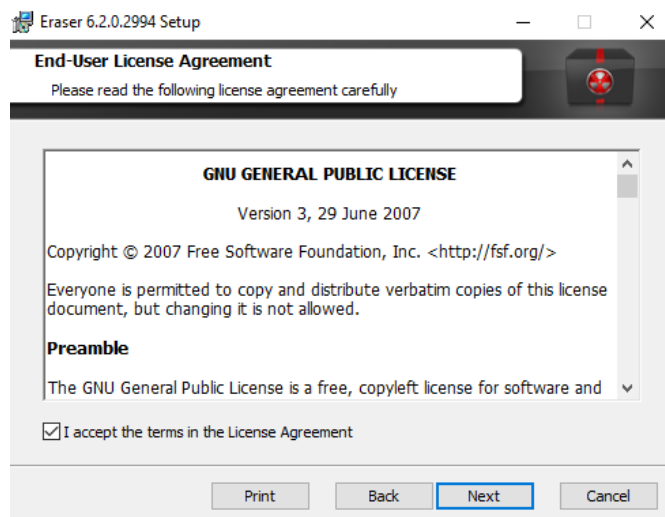 Eraser 6.2.0.2994 Setup
End-User License Agreement
Please read the following license agreement carefully
GNU GENERAL PUBLIC LICENSE
Version 3, 29 June 2007
Copyright © 2007 Free Software Foundation, Inc. <http://fsf.org/>
Everyone is permitted to copy and distribute verbatim copies of this license
document, but changing it is not allowed.
Preamble
The GNU General Public License is a free, copyleft license for software and
I accept the terms in the License Agreement
Print Back Next Cancel